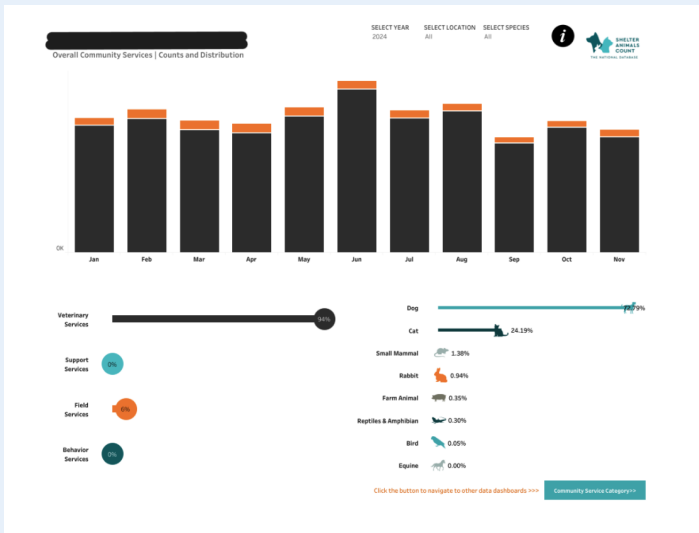 SELECT YEAR SELECT LOCATION SELECT SPECIES
2024 All All
i
SHELTER
ANIMALS
COUNT
THE NATIONAL DATABASE
Overall Community Services | Counts and Distribution
0K
Jan Feb Mar Apr May Jun Jul Aug Sep Oct Nov
Veterinary
Services
94%
Support
Services
0%
Field
Services
6%
Behavior
Services
0%
Dog
Cat 24.19%
Small Mammal 1.38%
Rabbit 0.94%
Farm Animal 0.35%
Reptiles & Amphibian 0.30%
Bird 0.05%
Equine 0.00%
Click the button to navigate to other data dashboards >>> Community Service Category>>